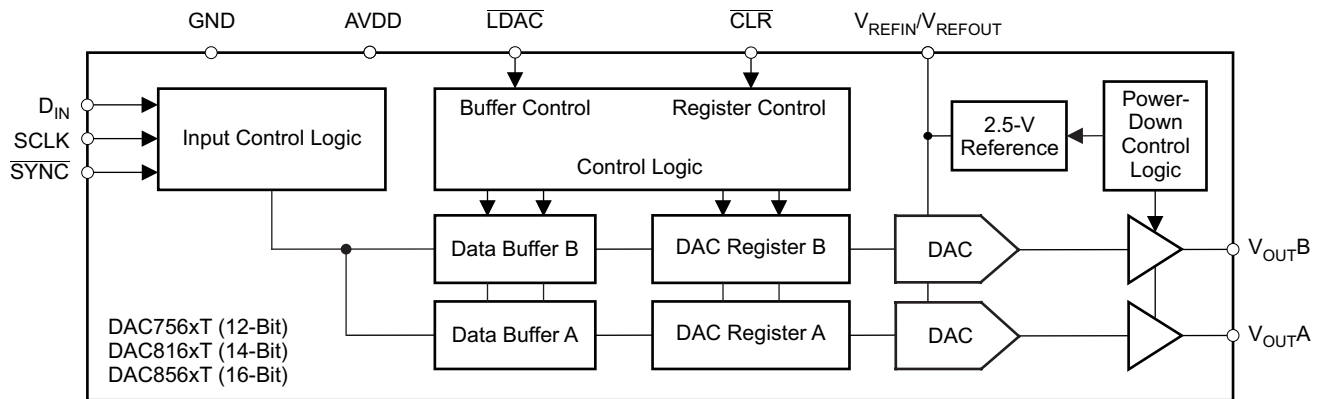 GND
AVDD
LDAC
CLR
VREFIN/VREFOUT
DIN
SCLK
SYNC
Input Control Logic
Buffer Control
Register Control
Control Logic
2.5-V
Reference
Power-
Down
Control
Logic
Data Buffer B
DAC Register B
DAC
VOUTB
Data Buffer A
DAC Register A
DAC
VOUTA
DAC756xT (12-Bit)
DAC816xT (14-Bit)
DAC856xT (16-Bit)